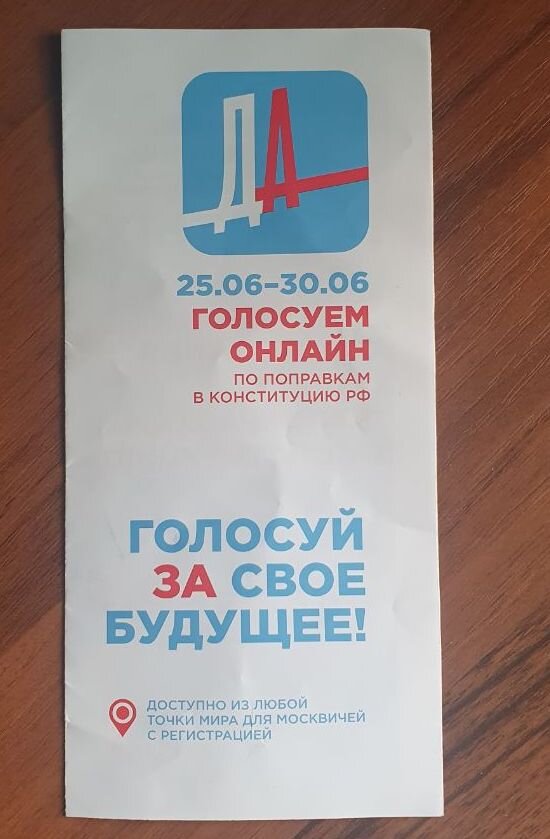 ДА
25.06–30.06
ГОЛОСУЕМ
ОНЛАЙН
ПО ПОПРАВКАМ
В КОНСТИТУЦИЮ РФ
ГОЛОСУЙ
ЗА СВОЕ
БУДУЩЕЕ!
ДОСТУПНО ИЗ ЛЮБОЙ
ТОЧКИ МИРА ДЛЯ МОСКВИЧЕЙ
С РЕГИСТРАЦИЕЙ